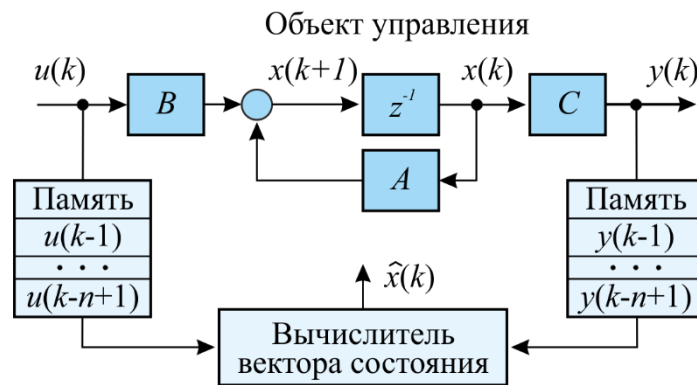 Объект управления
u(k)
x(k+1)
x(k)
y(k)
B
z⁻¹
C
A
Память
u(k-1)
. . .
u(k-n+1)
Память
y(k-1)
. . .
y(k-n+1)
x̂(k)
Вычислитель
вектора состояния